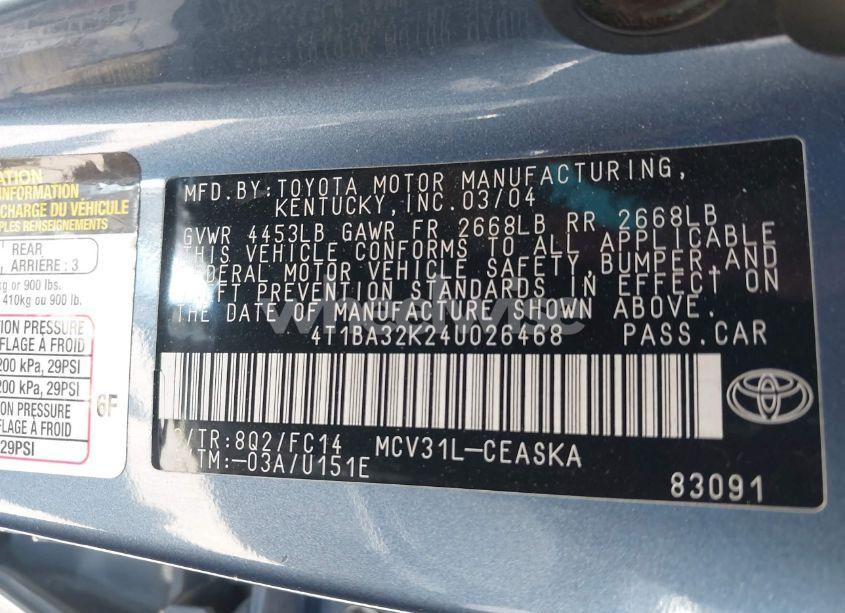 ATION
INFORMATION
CHARGE DU VÉHICULE
PLES RENSEIGNEMENTS
REAR
ARRIÈRE : 3
kg or 900 lbs.
410kg ou 900 lb.
ION PRESSURE
FLAGE À FROID
200 kPa, 29PSI
200 kPa, 29PSI
ION PRESSURE
FLAGE À FROID
29PSI
6F
MFD.BY:TOYOTA MOTOR MANUFACTURING,
KENTUCKY, INC.03/04
GVWR 4453LB GAWR FR 2668LB RR 2668LB
THIS VEHICLE CONFORMS TO ALL APPLICABLE
FEDERAL MOTOR VEHICLE SAFETY,BUMPER,AND
THEFT PREVENTION STANDARDS IN EFFECT ON
THE DATE OF MANUFACTURE SHOWN ABOVE.
4T1BA32K24U026468 PASS.CAR
C/TR:8Q2/FC14 MCV31L-CEASKA
A/TM:-03A/U151E
83091
TOYOTA